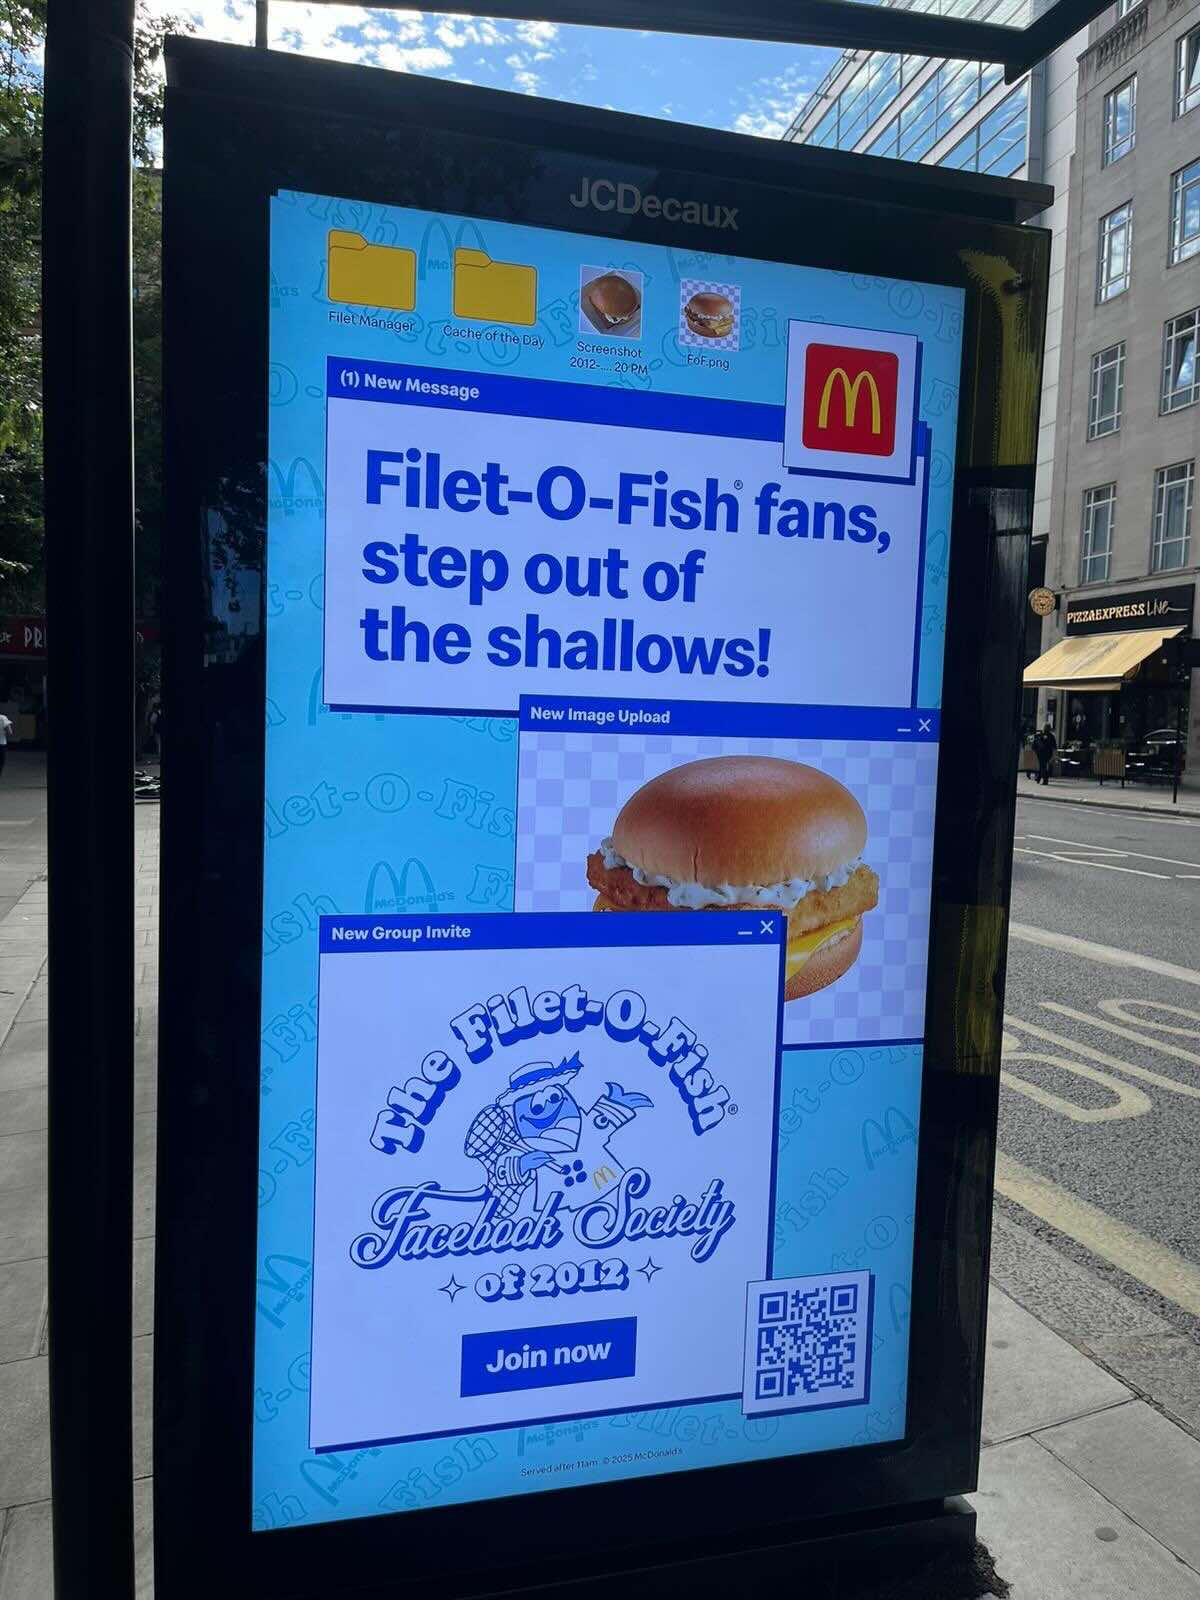 JCDecaux
Filet Manager
Cache of the Day
Screenshot
2012-.... 20 PM
FoF.png
(1) New Message
Filet-O-Fish® fans,
step out of
the shallows!
New Image Upload
New Group Invite
The Filet-O-Fish®
Facebook Society
of 2012
Join now
Served after 11am © 2025 McDonald's
PIZZAEXPRESS Live